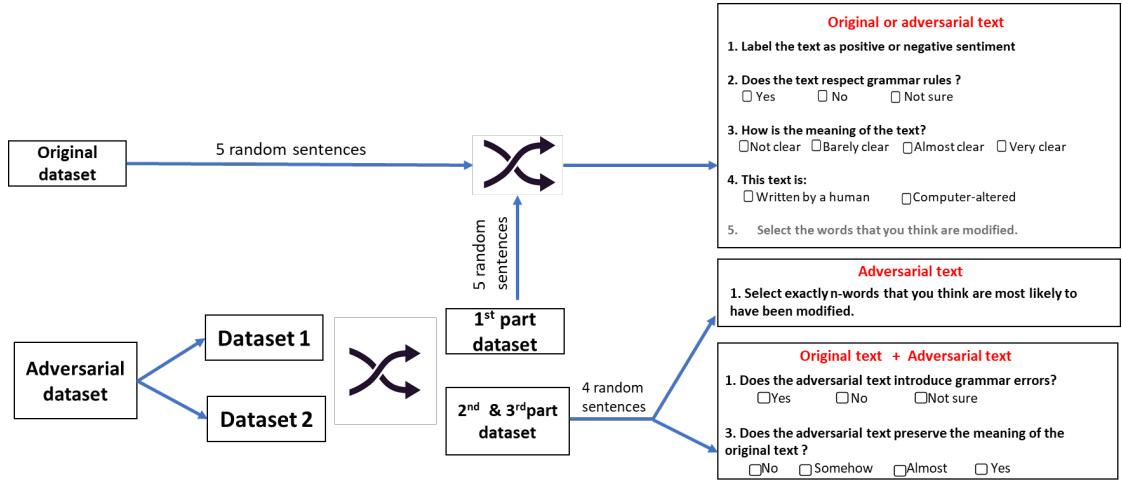 Original or adversarial text
1. Label the text as positive or negative sentiment
2. Does the text respect grammar rules ?
Yes No Not sure
3. How is the meaning of the text?
Not clear Barely clear Almost clear Very clear
4. This text is:
Written by a human Computer-altered
5. Select the words that you think are modified.
Original
dataset
5 random sentences
5 random
sentences
Adversarial
dataset
Dataset 1
Dataset 2
1st part
dataset
2nd & 3rd part
dataset
4 random
sentences
Adversarial text
1. Select exactly n-words that you think are most likely to
have been modified.
Original text + Adversarial text
1. Does the adversarial text introduce grammar errors?
Yes No Not sure
3. Does the adversarial text preserve the meaning of the
original text ?
No Somehow Almost Yes